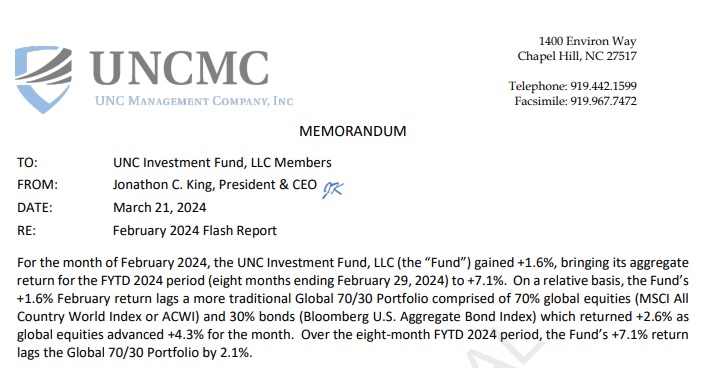 UNCMC
UNC MANAGEMENT COMPANY, INC
1400 Environ Way
Chapel Hill, NC 27517
Telephone: 919.442.1599
Facsimile: 919.967.7472
MEMORANDUM
TO: UNC Investment Fund, LLC Members
FROM: Jonathon C. King, President & CEO JK
DATE: March 21, 2024
RE: February 2024 Flash Report
For the month of February 2024, the UNC Investment Fund, LLC (the “Fund”) gained +1.6%, bringing its aggregate
return for the FYTD 2024 period (eight months ending February 29, 2024) to +7.1%. On a relative basis, the Fund’s
+1.6% February return lags a more traditional Global 70/30 Portfolio comprised of 70% global equities (MSCI All
Country World Index or ACWI) and 30% bonds (Bloomberg U.S. Aggregate Bond Index) which returned +2.6% as
global equities advanced +4.3% for the month. Over the eight-month FYTD 2024 period, the Fund’s +7.1% return
lags the Global 70/30 Portfolio by 2.1%.